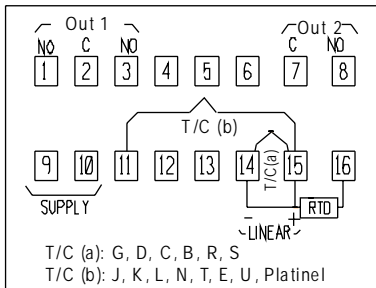 Out 1 Out 2
NO C NO C NO
1 2 3 4 5 6 7 8
T/C (b)
T/C(a)
9 10 11 12 13 14 15 16
SUPPLY - + RTD
LINEAR
T/C (a): G, D, C, B, R, S
T/C (b): J, K, L, N, T, E, U, Platinel